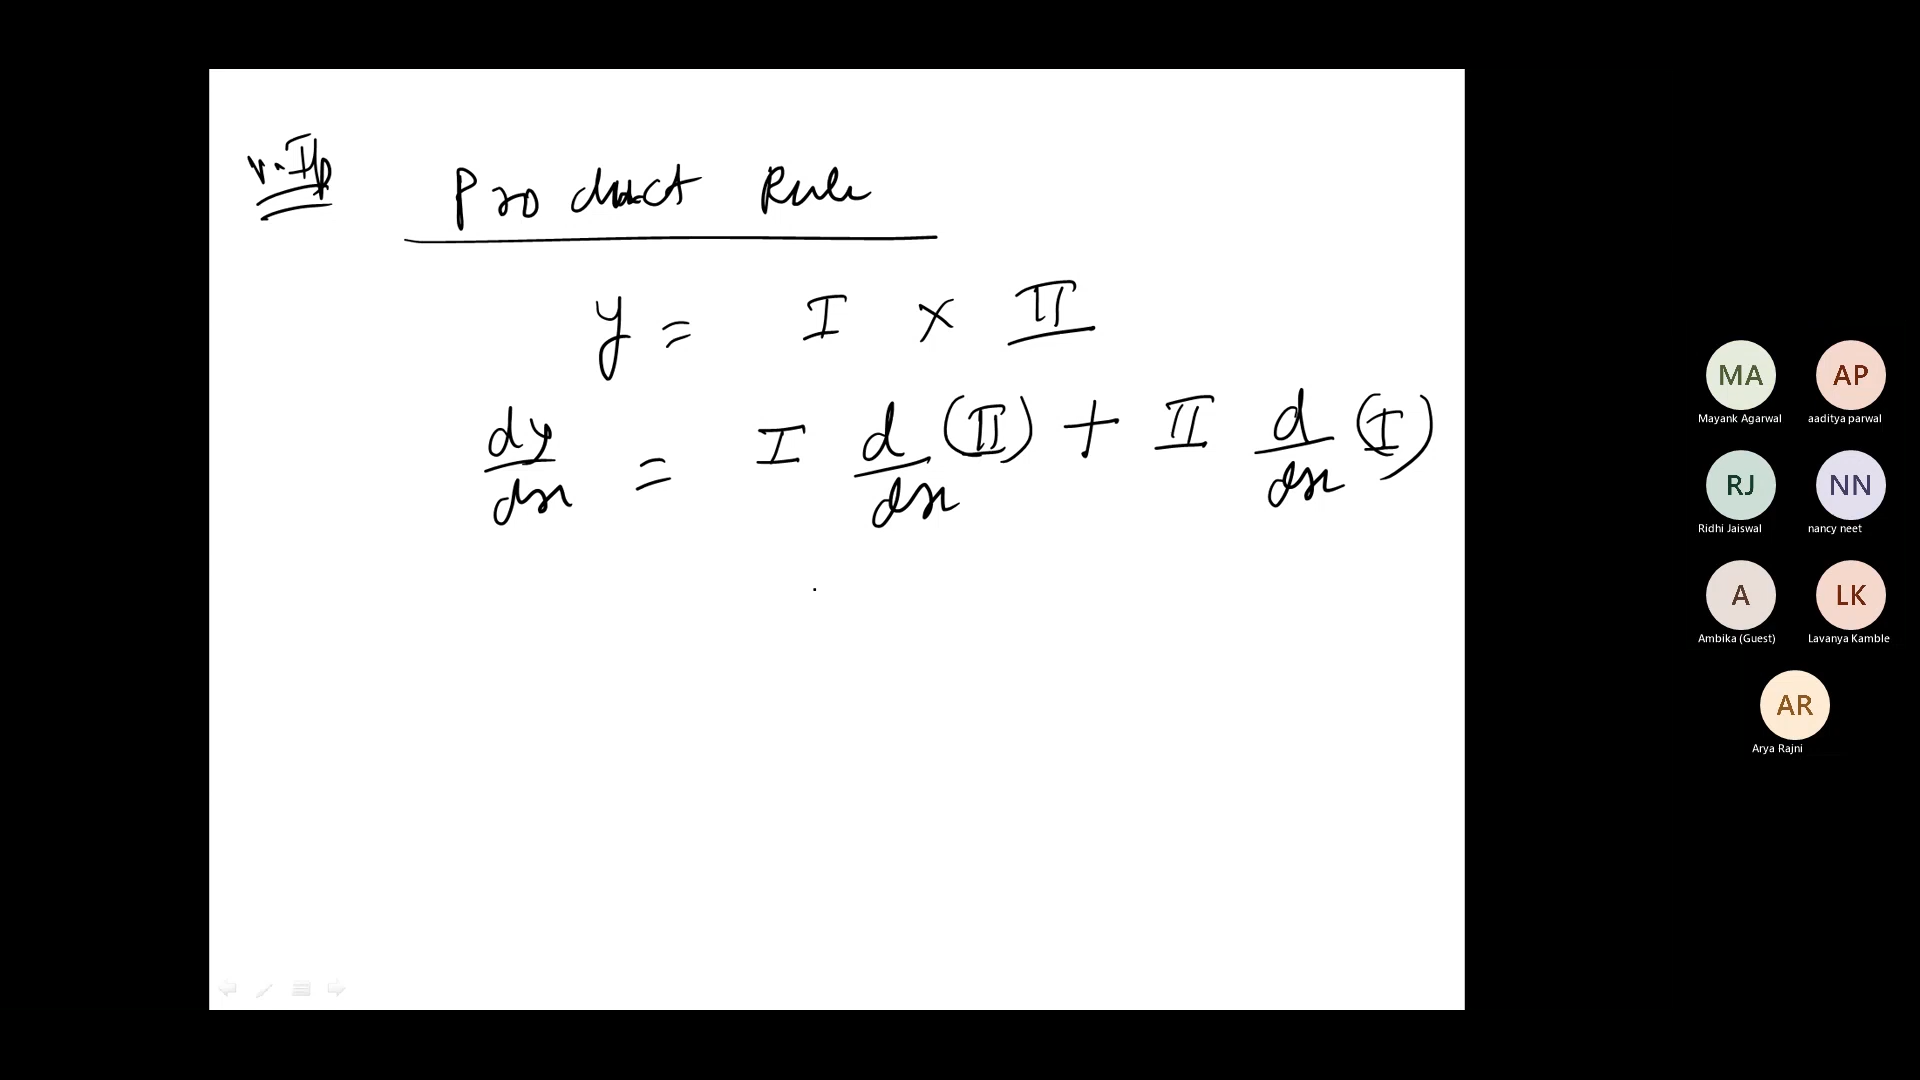 v. Imp
Product Rule
y = I × II
dy/dx = I d/dx (II) + II d/dx (I)
MA
Mayank Agarwal
AP
aaditya parwal
RJ
Ridhi Jaiswal
NN
nancy neet
A
Ambika (Guest)
LK
Lavanya Kamble
AR
Arya Rajni